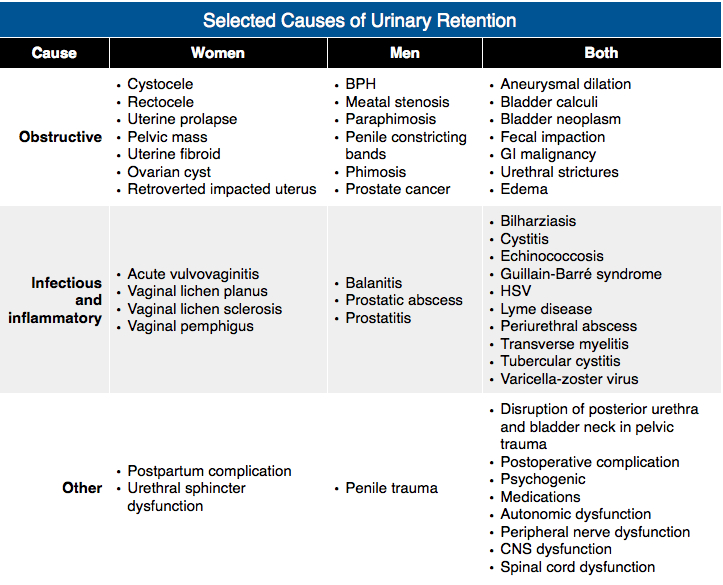 Selected Causes of Urinary Retention
Cause
Women
Men
Both
Obstructive
• Cystocele
• Rectocele
• Uterine prolapse
• Pelvic mass
• Uterine fibroid
• Ovarian cyst
• Retroverted impacted uterus
• BPH
• Meatal stenosis
• Paraphimosis
• Penile constricting
bands
• Phimosis
• Prostate cancer
• Aneurysmal dilation
• Bladder calculi
• Bladder neoplasm
• Fecal impaction
• GI malignancy
• Urethral strictures
• Edema
Infectious
and
inflammatory
• Acute vulvovaginitis
• Vaginal lichen planus
• Vaginal lichen sclerosis
• Vaginal pemphigus
• Balanitis
• Prostatic abscess
• Prostatitis
• Bilharziasis
• Cystitis
• Echinococcosis
• Guillain-Barré syndrome
• HSV
• Lyme disease
• Periurethral abscess
• Transverse myelitis
• Tubercular cystitis
• Varicella-zoster virus
Other
• Postpartum complication
• Urethral sphincter
dysfunction
• Penile trauma
• Disruption of posterior urethra
and bladder neck in pelvic
trauma
• Postoperative complication
• Psychogenic
• Medications
• Autonomic dysfunction
• Peripheral nerve dysfunction
• CNS dysfunction
• Spinal cord dysfunction